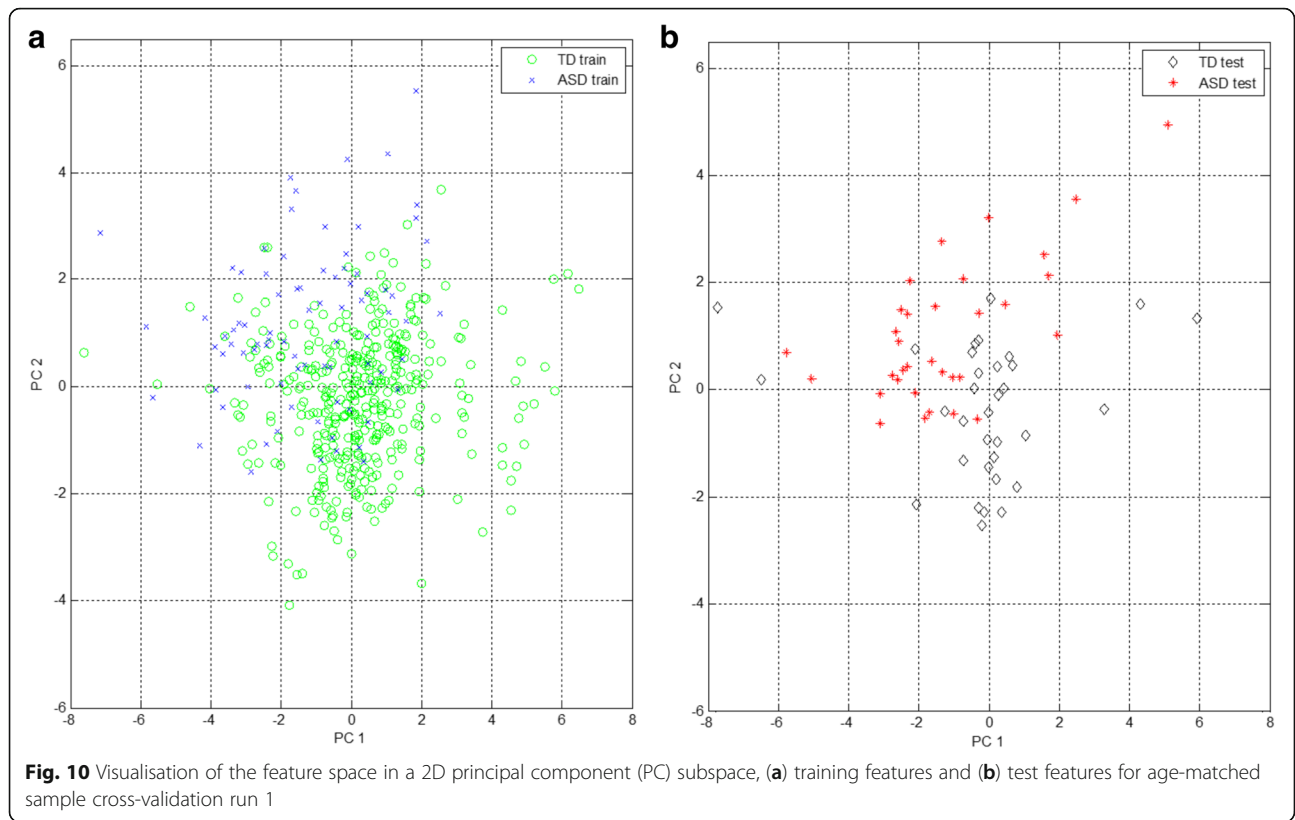 a
TD train
ASD train
6
4
2
0
-2
-4
-6
PC 2
-8
-6
-4
-2
0
2
4
6
8
PC 1
b
TD test
ASD test
6
4
2
0
-2
-4
-6
PC 2
-8
-6
-4
-2
0
2
4
6
8
PC 1
Fig. 10 Visualisation of the feature space in a 2D principal component (PC) subspace, (a) training features and (b) test features for age-matched
sample cross-validation run 1